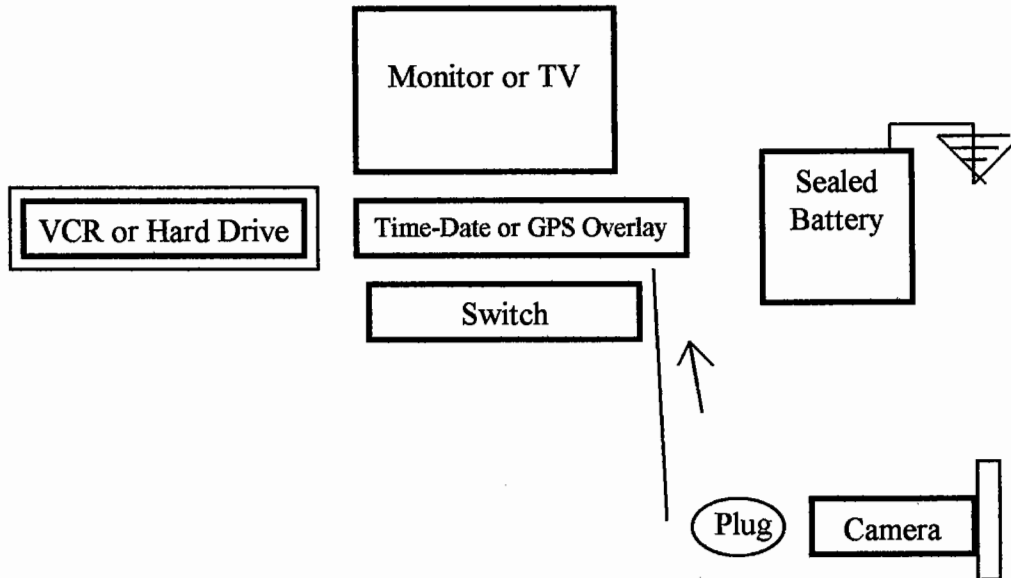 Monitor or TV
Sealed
Battery
VCR or Hard Drive
Time-Date or GPS Overlay
Switch
Plug
Camera